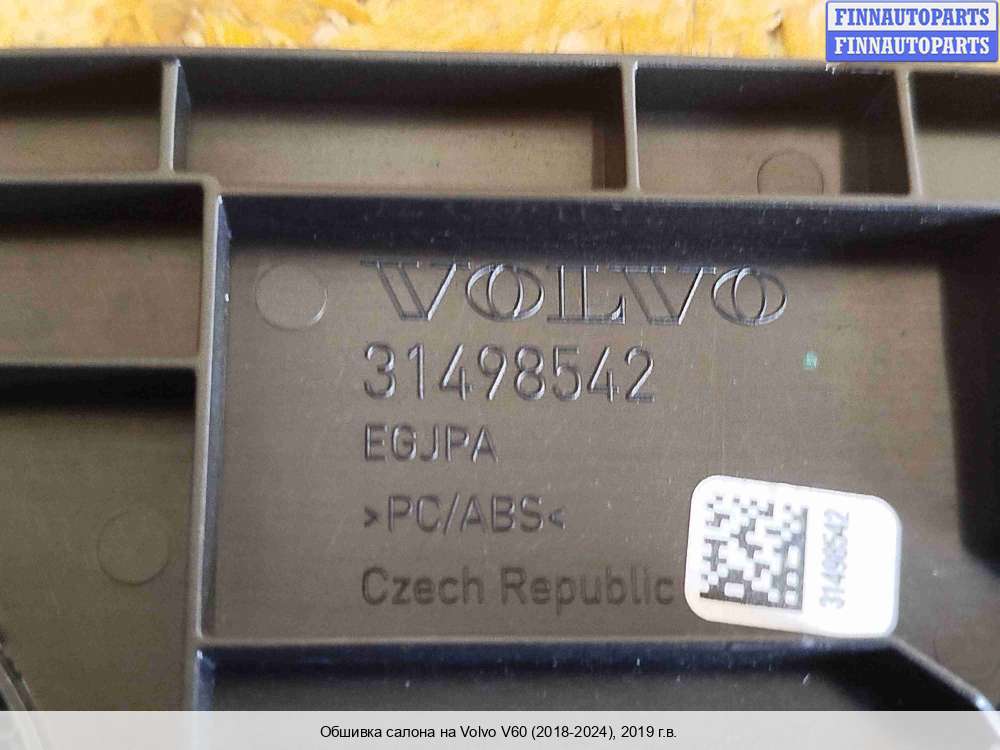 FINNAUTOPARTS
FINNAUTOPARTS
VOLVO
31498542
EGJPA
>PC/ABS<
Czech Republic
31498542
Обшивка салона на Volvo V60 (2018-2024), 2019 г.в.